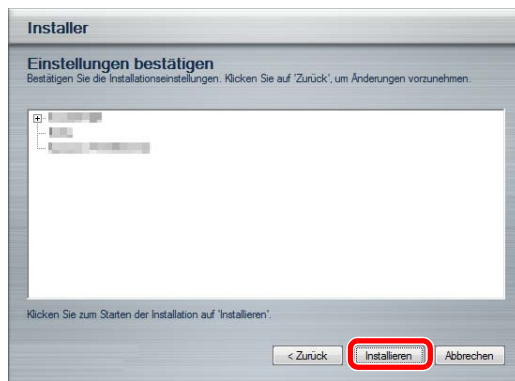 Installer
Einstellungen bestätigen
Bestätigen Sie die Installationseinstellungen. Klicken Sie auf 'Zurück', um Änderungen vorzunehmen.
Klicken Sie zum Starten der Installation auf 'Installieren'.
< Zurück Installieren Abbrechen